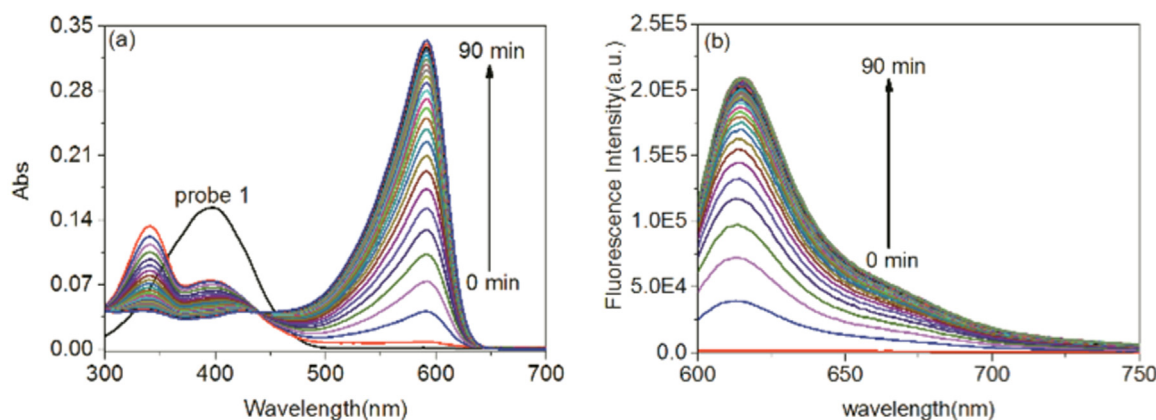 (a)
0.35
0.28
0.21
0.14
0.07
0.00
Abs
90 min
probe 1
0 min
300 400 500 600 700
Wavelength(nm)
(b)
2.5E5
2.0E5
1.5E5
1.0E5
5.0E4
0.0
Fluorescence Intensity(a.u.)
90 min
0 min
600 650 700 750
wavelength(nm)